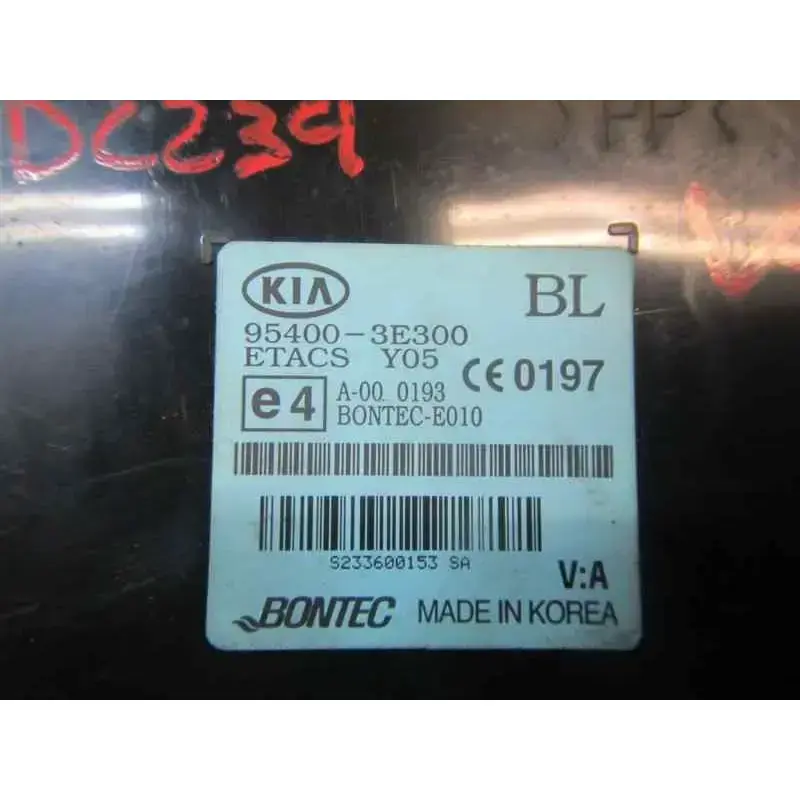 DC239
KIA
BL
95400-3E300
ETACS Y05
CE 0197
e4
A-00 0193
BONTEC-E010
S233600153 SA
V:A
BONTEC MADE IN KOREA